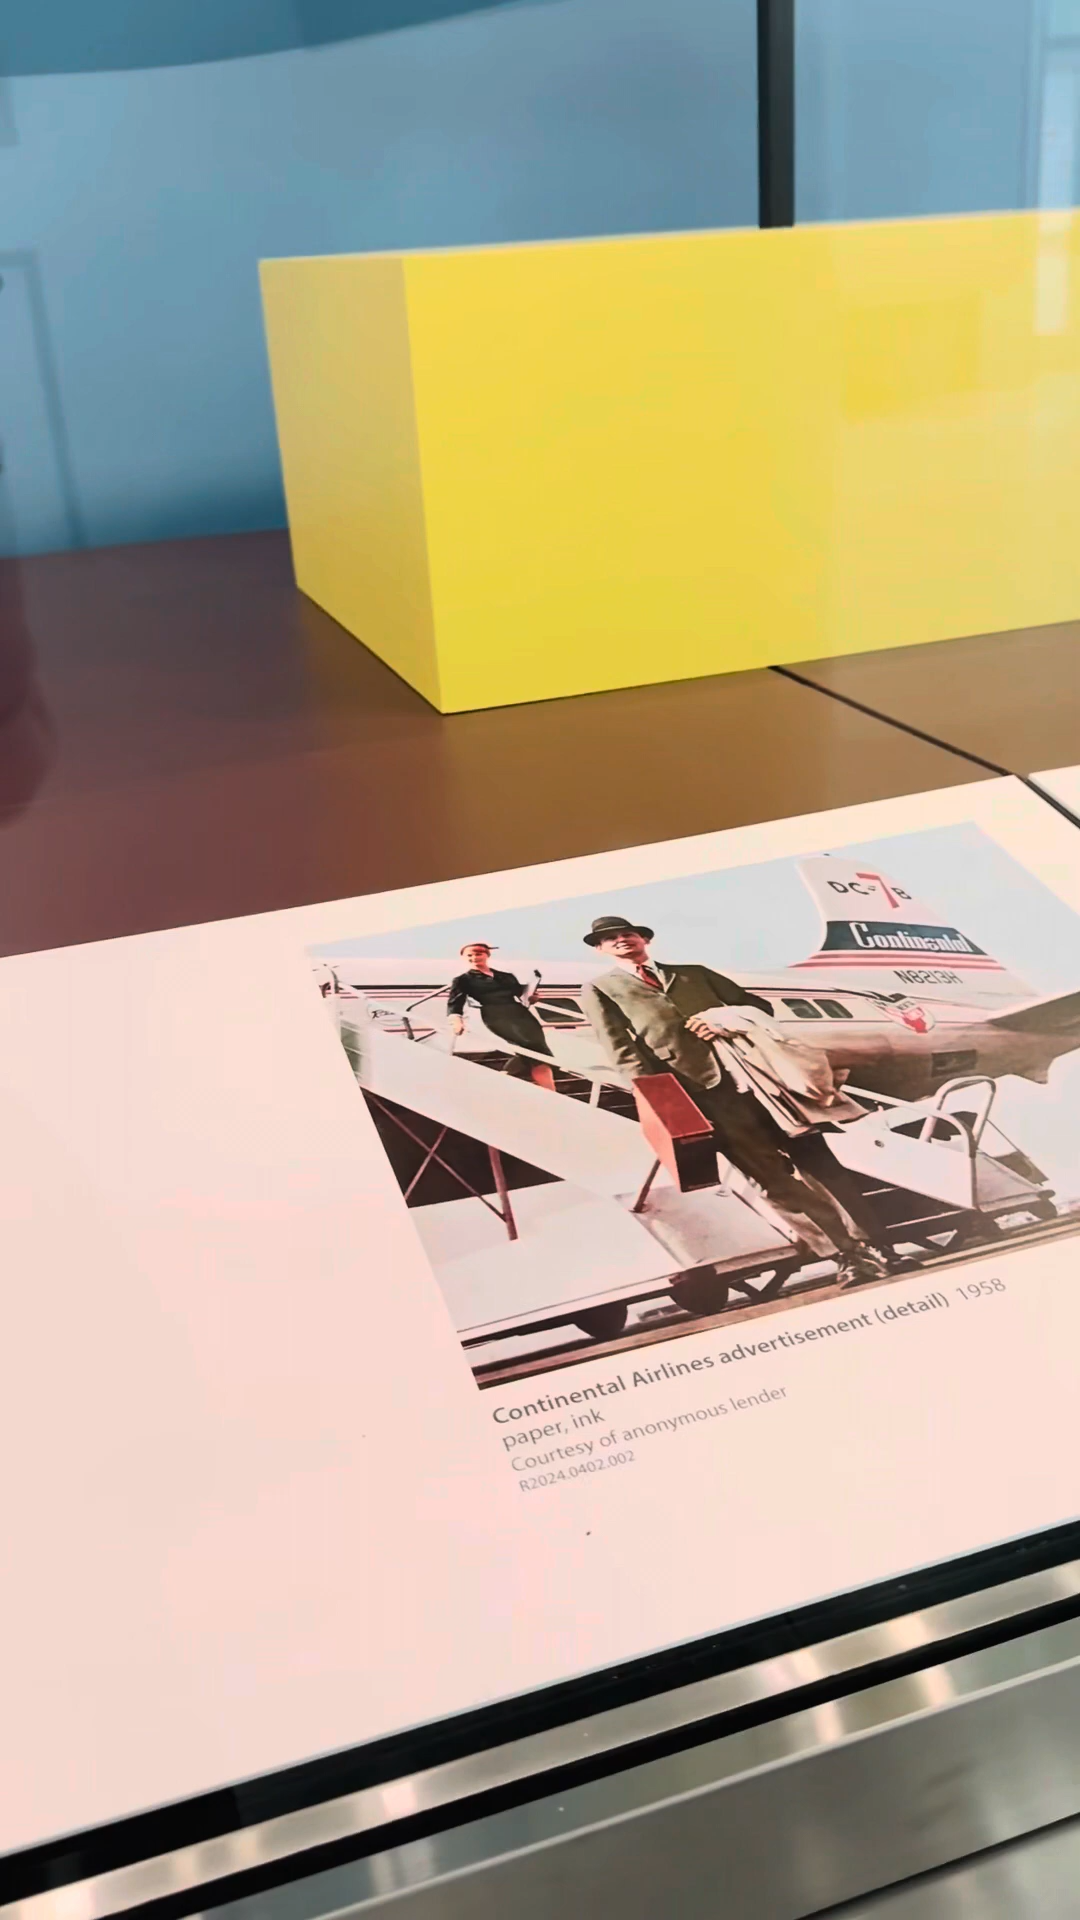 DC-7B
Continental
N8213H
Continental Airlines advertisement (detail) 1958
paper, ink
Courtesy of anonymous lender
R2024.0402.002